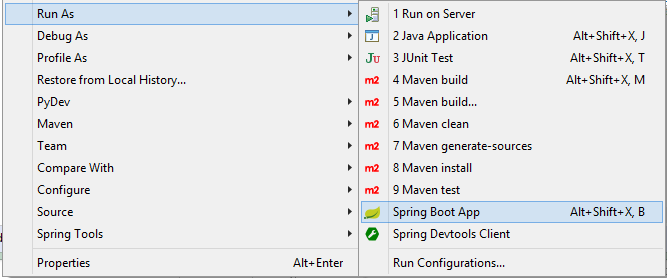 Run As
Debug As
Profile As
Restore from Local History...
PyDev
Maven
Team
Compare With
Configure
Source
Spring Tools
Properties Alt+Enter
1 Run on Server
J 2 Java Application Alt+Shift+X, J
JU 3 JUnit Test Alt+Shift+X, T
m2 4 Maven build Alt+Shift+X, M
m2 5 Maven build...
m2 6 Maven clean
m2 7 Maven generate-sources
m2 8 Maven install
m2 9 Maven test
Spring Boot App Alt+Shift+X, B
Spring Devtools Client
Run Configurations...